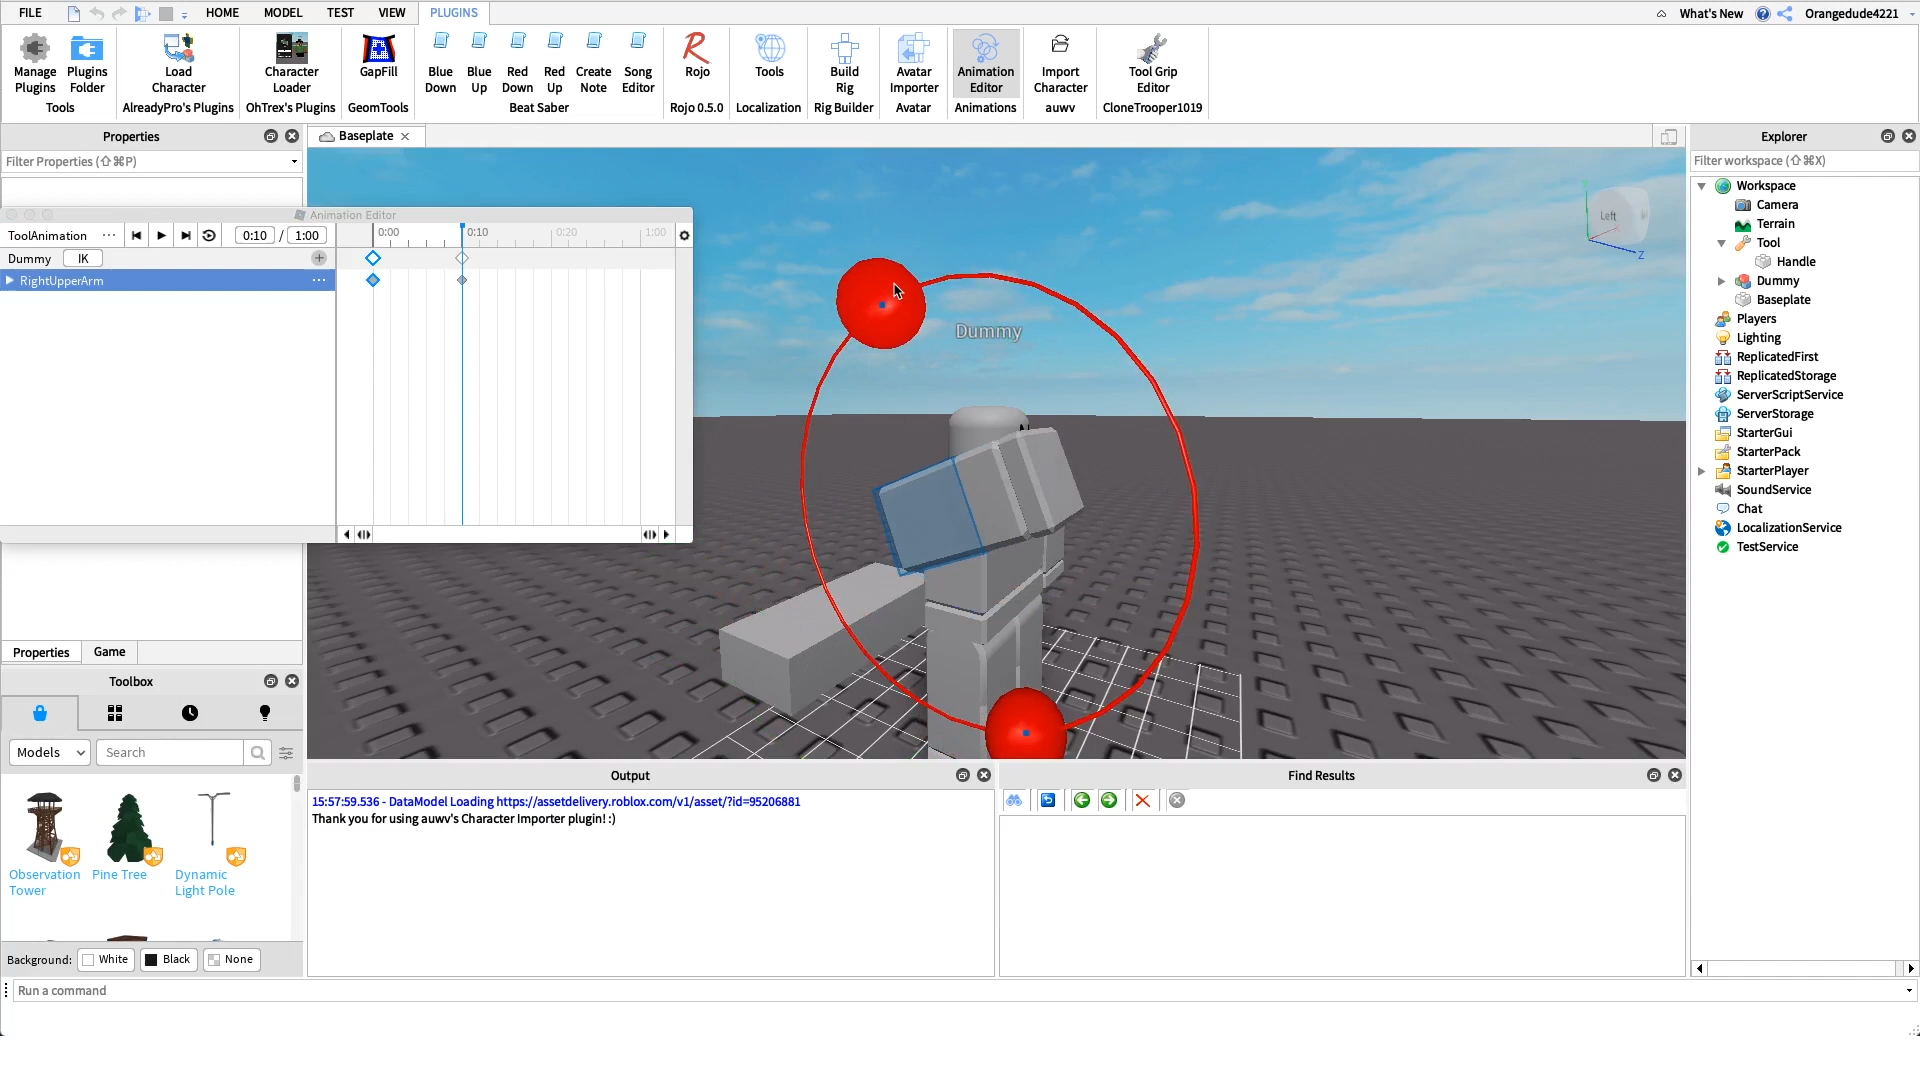 FILE HOME MODEL TEST VIEW PLUGINS What's New Orangedude4221
Manage Plugins
Plugins Folder
Tools
Load Character
AlreadyPro's Plugins
Character Loader
OhTrex's Plugins
GapFill
GeomTools
Blue Down
Blue Up
Red Down
Red Up
Create Note
Song Editor
Beat Saber
Rojo
Rojo 0.5.0
Tools
Localization
Build Rig
Rig Builder
Avatar Importer
Avatar
Animation Editor
Animations
Import Character
auwv
Tool Grip Editor
CloneTrooper1019
Properties
Filter Properties (⇧⌘P)
Baseplate
Explorer
Filter workspace (⇧⌘X)
Animation Editor
ToolAnimation ... 0:10 / 1:00 0:00 0:10 0:20 1:00
Dummy IK
RightUpperArm ...
Dummy
Left
Z
Workspace
Camera
Terrain
Tool
Handle
Dummy
Baseplate
Players
Lighting
ReplicatedFirst
ReplicatedStorage
ServerScriptService
ServerStorage
StarterGui
StarterPack
StarterPlayer
SoundService
Chat
LocalizationService
TestService
Properties Game
Toolbox
Models Search
Observation Tower
Pine Tree
Dynamic Light Pole
Background: White Black None
Output
15:57:59.536 - DataModel Loading https://assetdelivery.roblox.com/v1/asset/?id=95206881
Thank you for using auwv's Character Importer plugin! :)
Find Results
Run a command